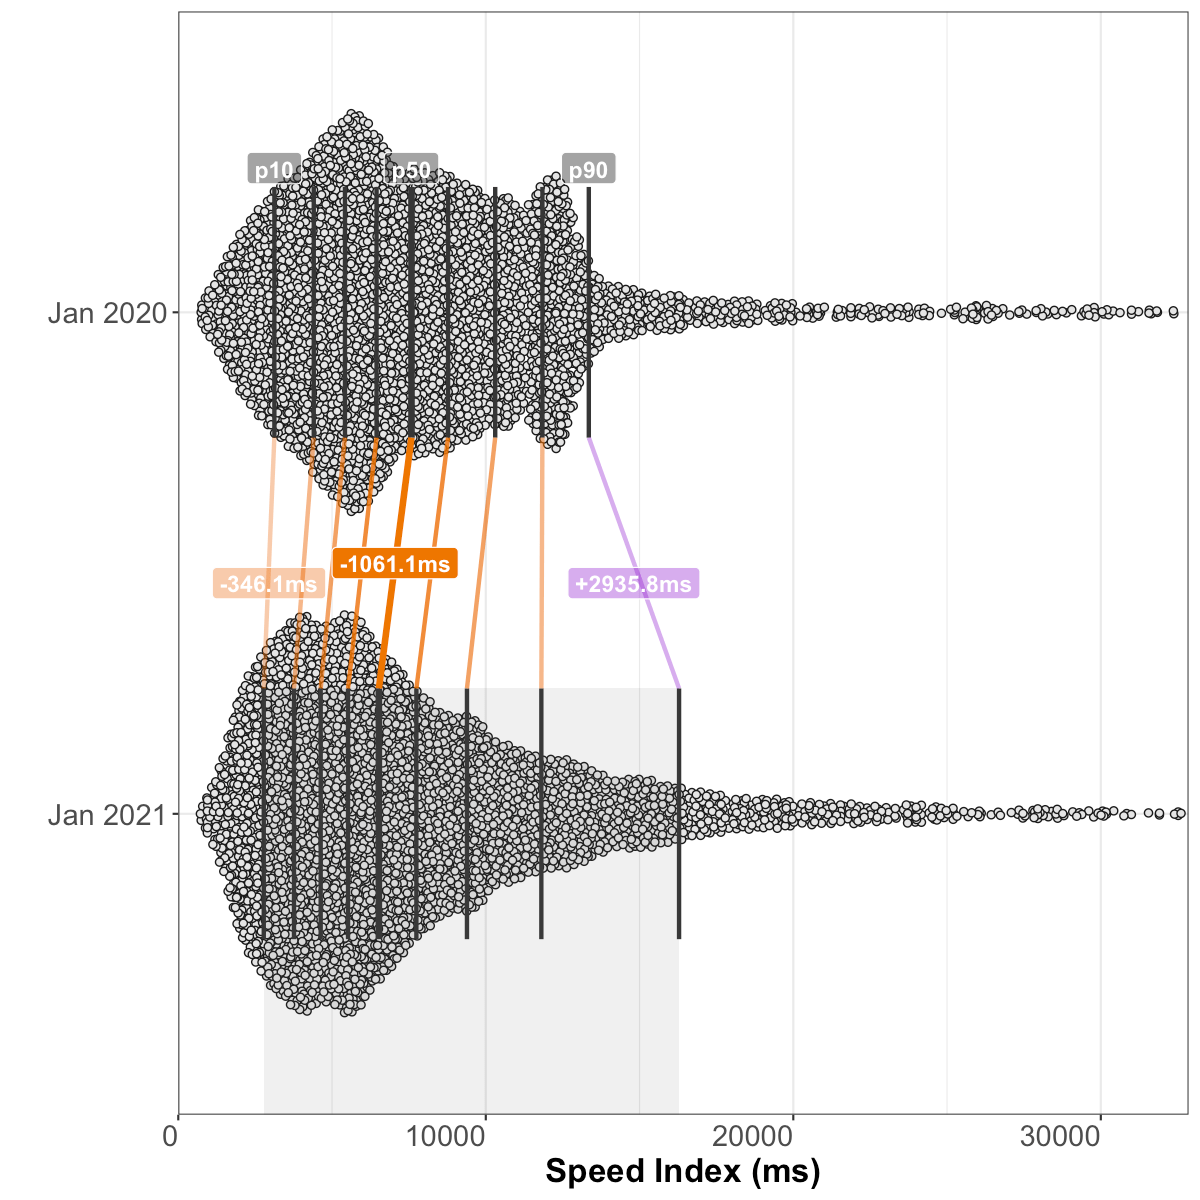 p10
p50
p90
Jan 2020
-1061.1ms
-346.1ms
+2935.8ms
Jan 2021
0
10000
20000
30000
Speed Index (ms)